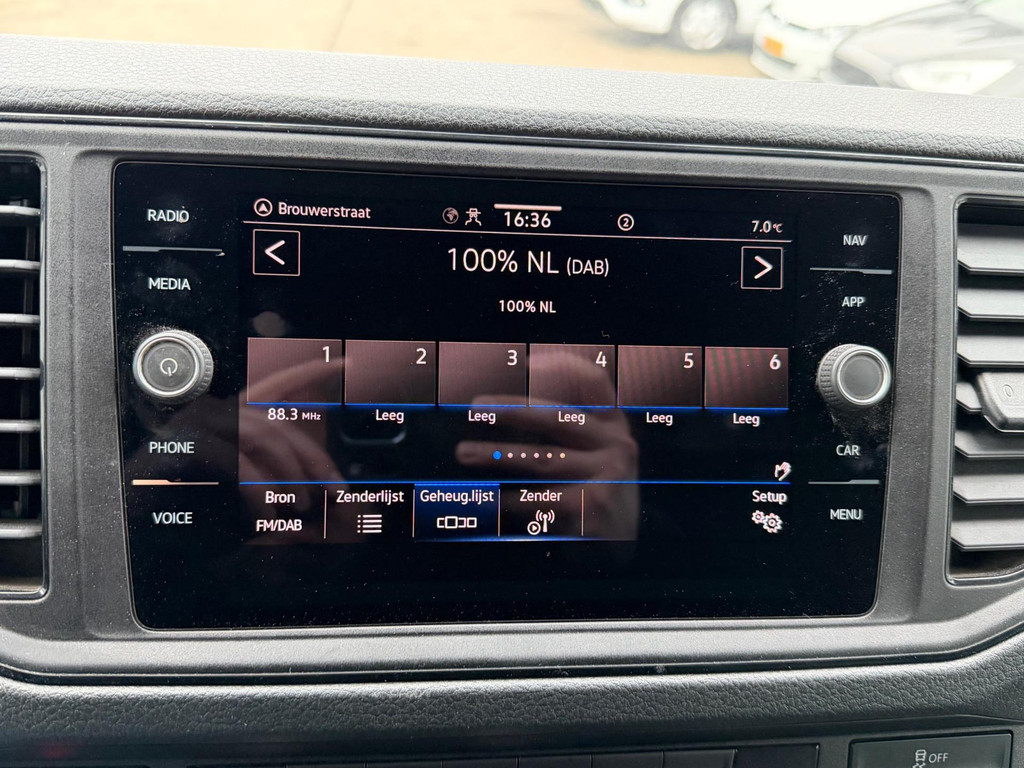 RADIO
MEDIA
PHONE
VOICE
Brouwerstraat
16:36
2
7.0°C
<
100% NL (DAB)
>
100% NL
1 2 3 4 5 6
88.3 MHz Leeg Leeg Leeg Leeg Leeg
Bron Zenderlijst Geheug.lijst Zender Setup
FM/DAB
NAV
APP
CAR
MENU
OFF